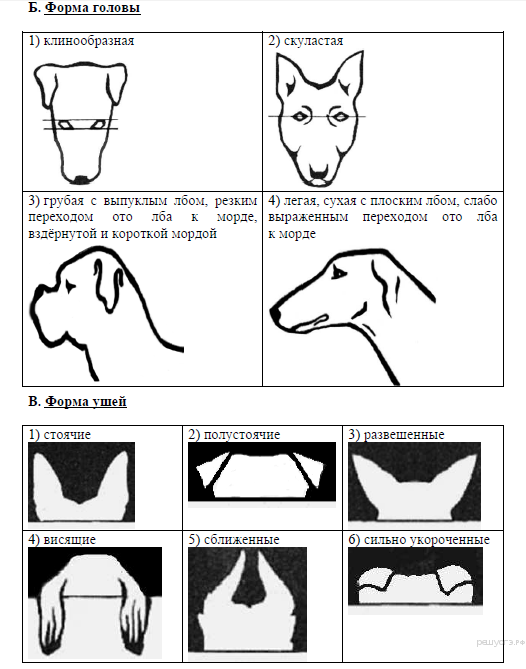 Б. Форма головы
1) клинообразная
2) скуластая
3) грубая с выпуклым лбом, резким
переходом ото лба к морде,
вздёрнутой и короткой мордой
4) легая, сухая с плоским лбом, слабо
выраженным переходом ото лба
к морде
В. Форма ушей
1) стоячие
2) полустоячие
3) развешенные
4) висящие
5) сближенные
6) сильно укороченные
решуогэ.рф